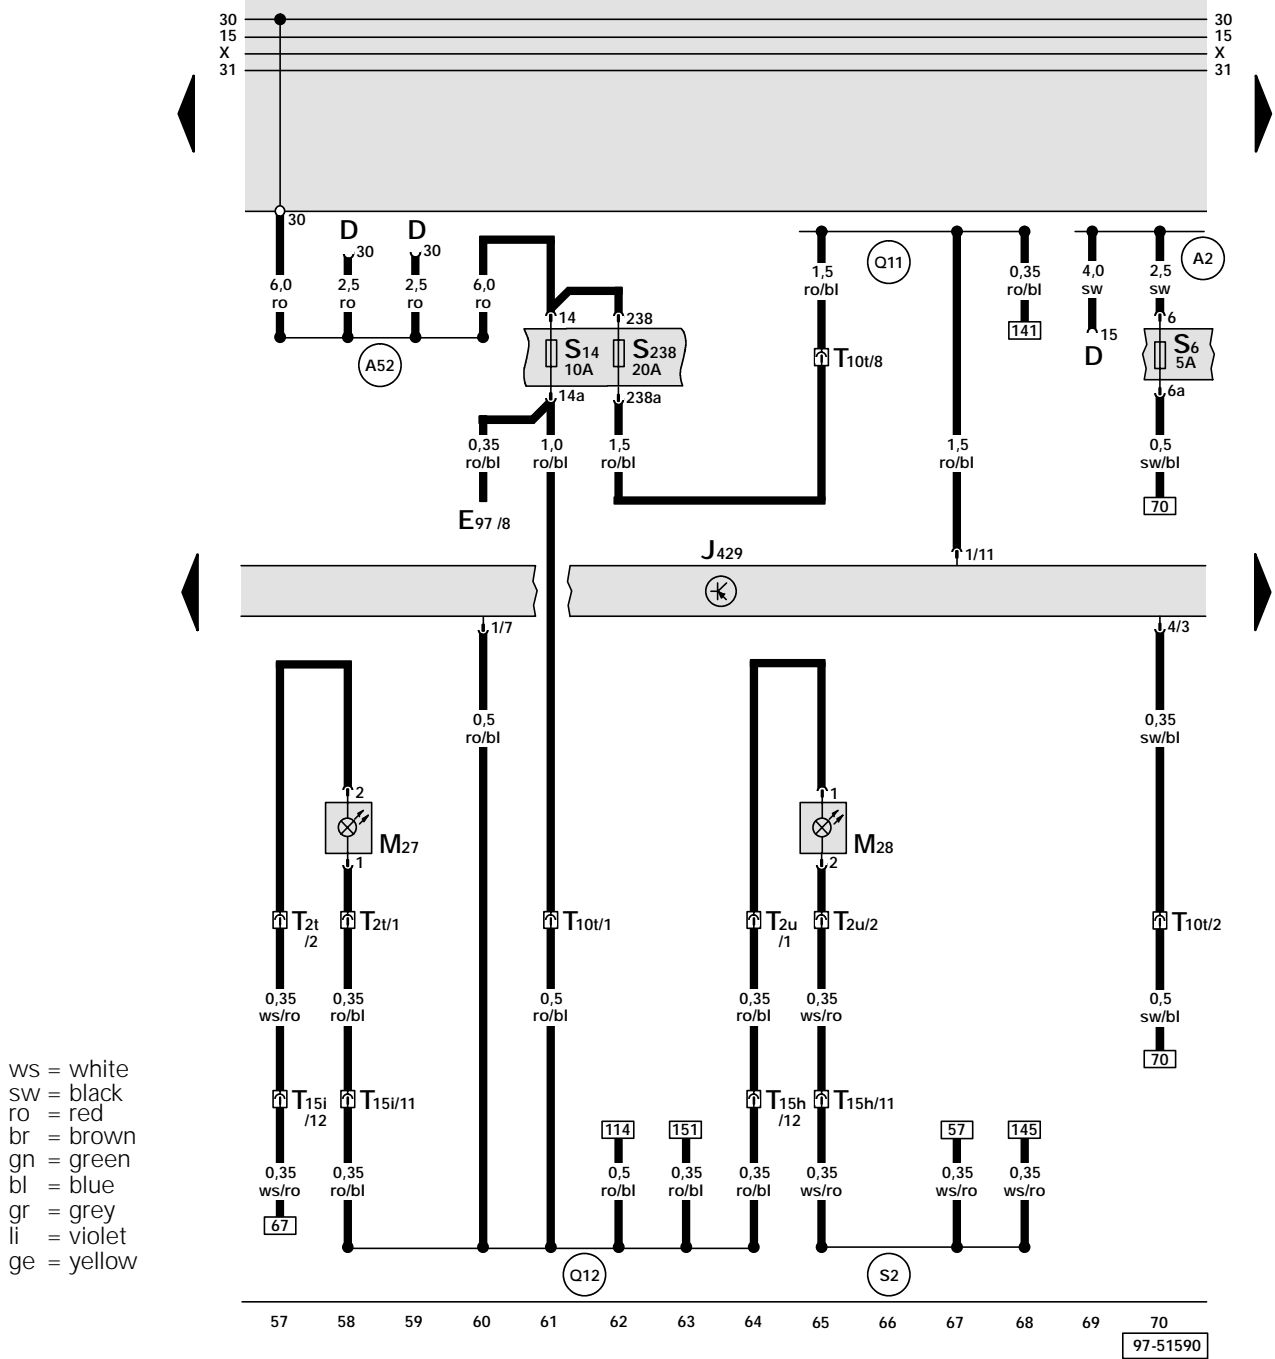 30 30
15 15
X X
31 31
30
D D
30 30
6,0 2,5 2,5 6,0
ro ro ro ro
A52
14 238
S14 S238
10A 20A
14a 238a
0,35 1,0 1,5
ro/bl ro/bl ro/bl
E97 /8
1,5
ro/bl
Q11
0,35
ro/bl
141
T10t/8
1,5
ro/bl
4,0 2,5
sw sw
A2
15
D
6
S6
5A
6a
0,5
sw/bl
70
J429
1/11
1/7
4/3
0,5
ro/bl
0,35
sw/bl
2
M27
1
1
M28
2
T2t
/2
T2t/1
T10t/1
T2u
/1
T2u/2
T10t/2
0,35 0,35 0,5 0,35 0,35 0,5
ws/ro ro/bl ro/bl ro/bl ws/ro sw/bl
70
ws = white
sw = black
ro = red
br = brown
gn = green
bl = blue
gr = grey
li = violet
ge = yellow
T15i
/12
T15i/11
T15h
/12
T15h/11
114 151 57 145
0,35 0,35 0,5 0,35 0,35 0,35 0,35 0,35
ws/ro ro/bl ro/bl ro/bl ro/bl ws/ro ws/ro ws/ro
67
Q12 S2
57 58 59 60 61 62 63 64 65 66 67 68 69 70
97-51590